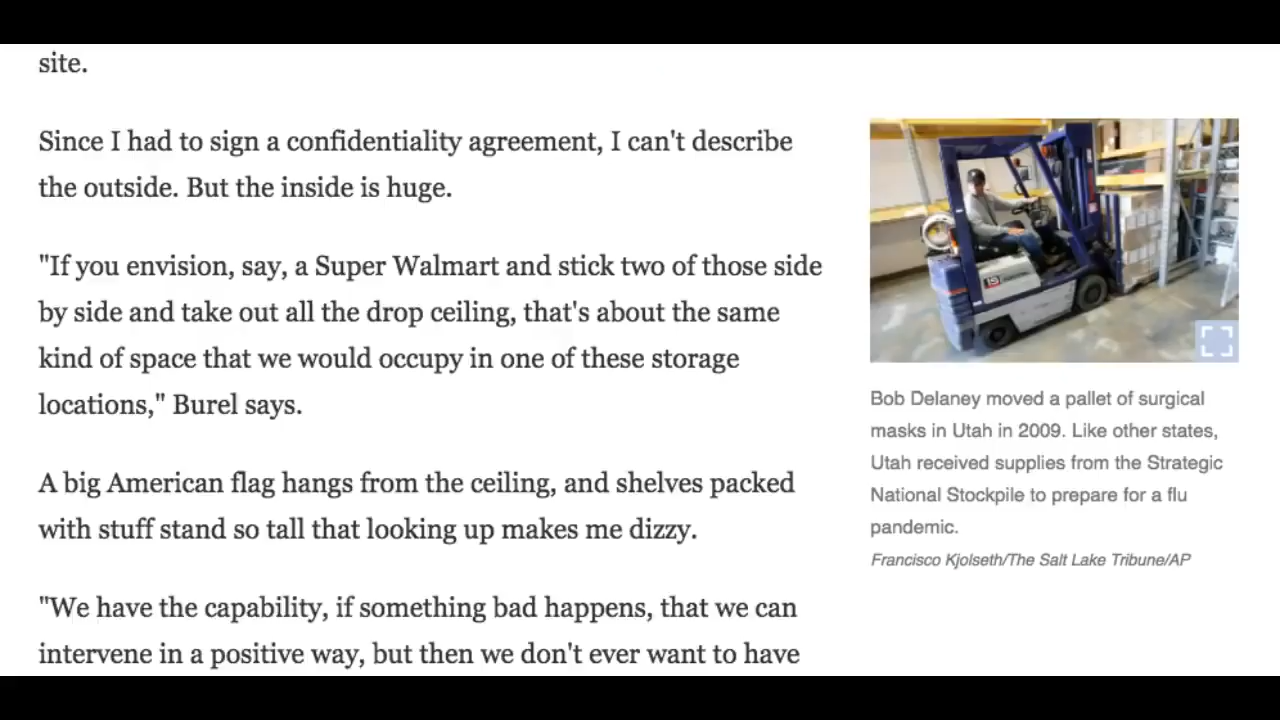 site.
Since I had to sign a confidentiality agreement, I can't describe
the outside. But the inside is huge.
"If you envision, say, a Super Walmart and stick two of those side
by side and take out all the drop ceiling, that's about the same
kind of space that we would occupy in one of these storage
locations," Burel says.
A big American flag hangs from the ceiling, and shelves packed
with stuff stand so tall that looking up makes me dizzy.
"We have the capability, if something bad happens, that we can
intervene in a positive way, but then we don't ever want to have
Bob Delaney moved a pallet of surgical
masks in Utah in 2009. Like other states,
Utah received supplies from the Strategic
National Stockpile to prepare for a flu
pandemic.
Francisco Kjolseth/The Salt Lake Tribune/AP